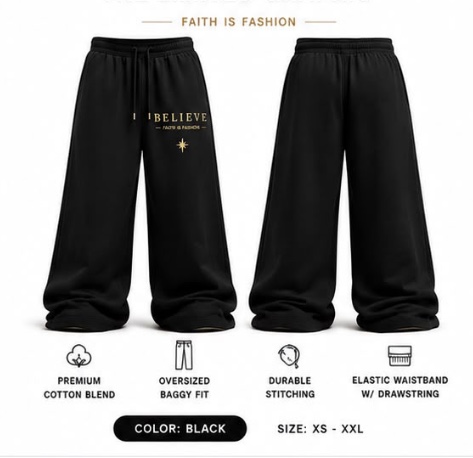 FAITH IS FASHION
BELIEVE
FAITH IS FASHION
PREMIUM
COTTON BLEND
OVERSIZED
BAGGY FIT
DURABLE
STITCHING
ELASTIC WAISTBAND
W/ DRAWSTRING
COLOR: BLACK
SIZE: XS - XXL